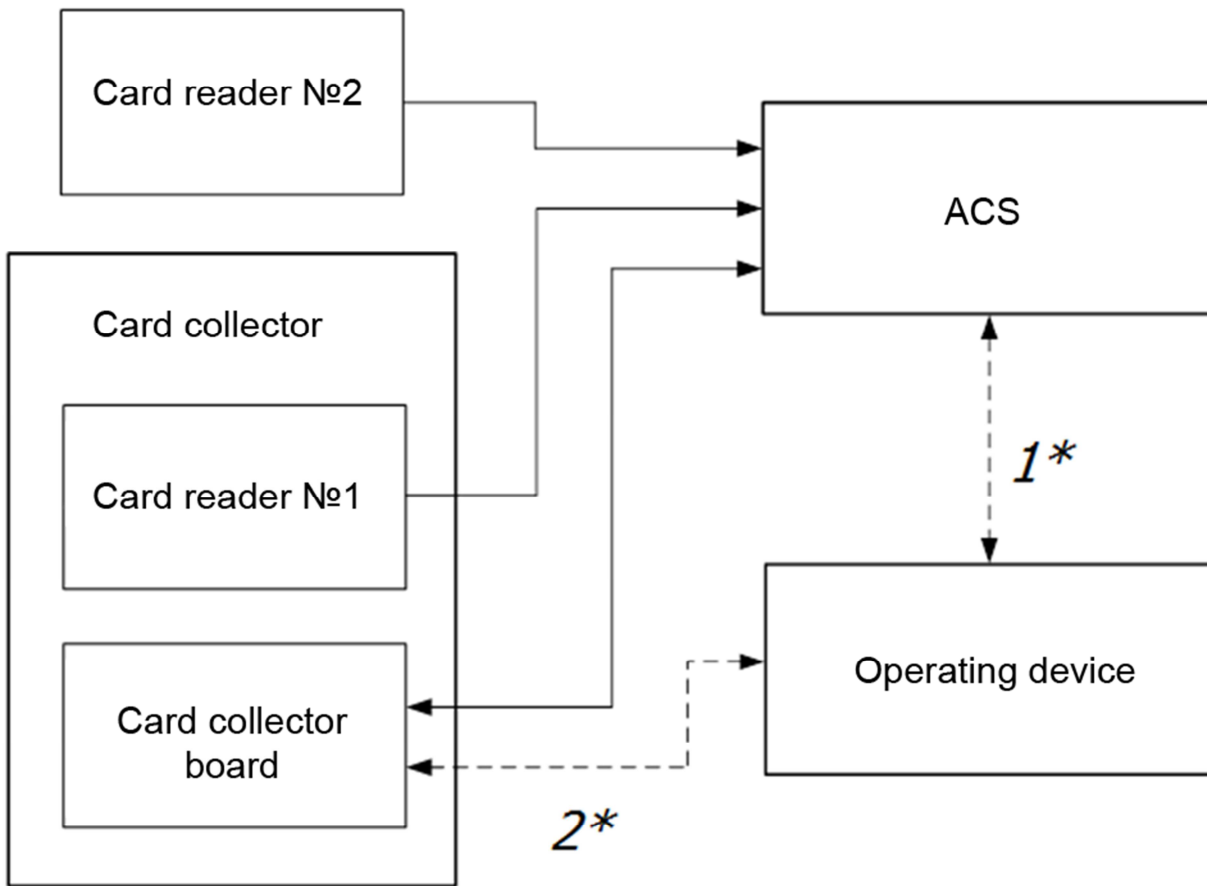 Card reader №2
ACS
Card collector
Card reader №1
1*
Operating device
Card collector
board
2*